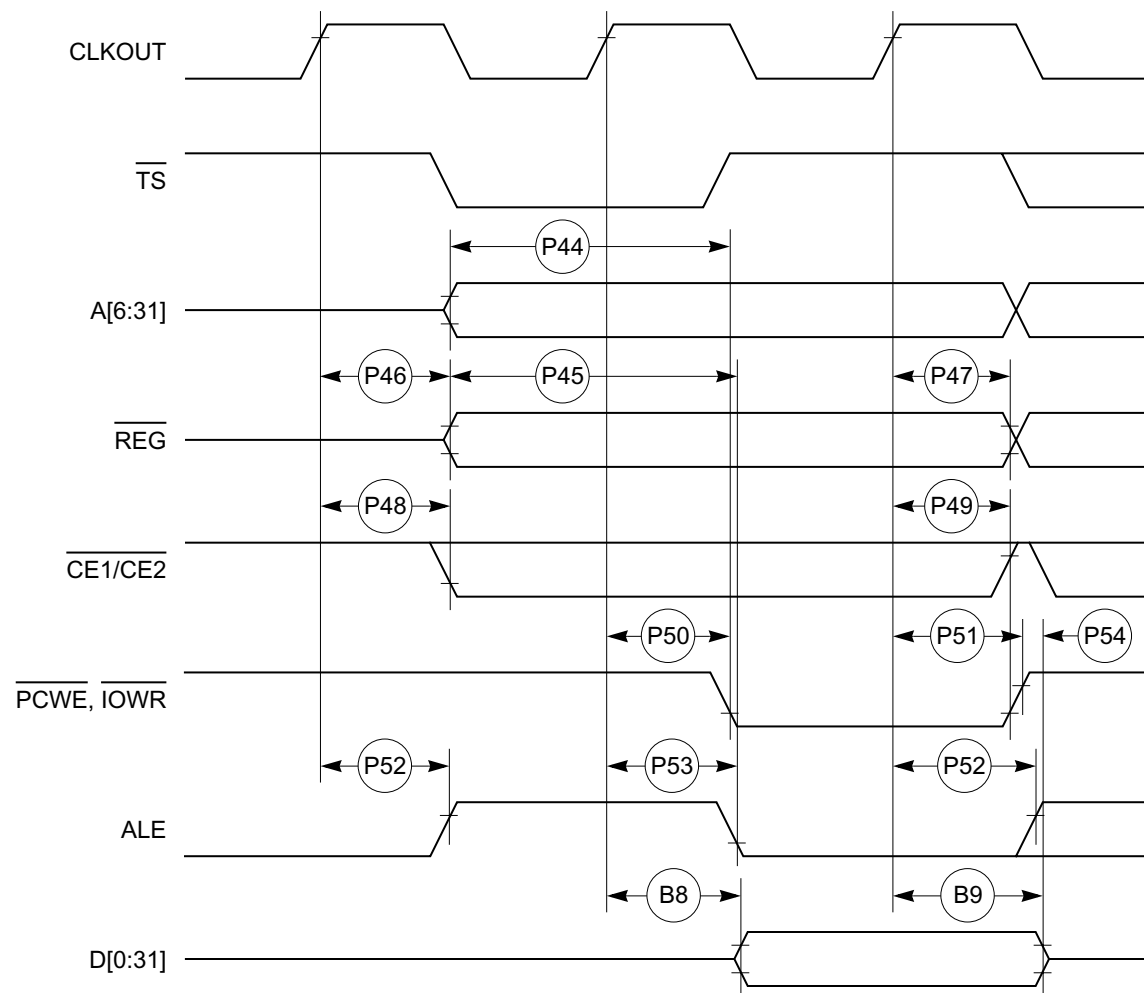 CLKOUT
TS
P44
A[6:31]
P46 P45 P47
REG
P48 P49
CE1/CE2
P50 P51 P54
PCWE, IOWR
P52 P53 P52
ALE
B8 B9
D[0:31]